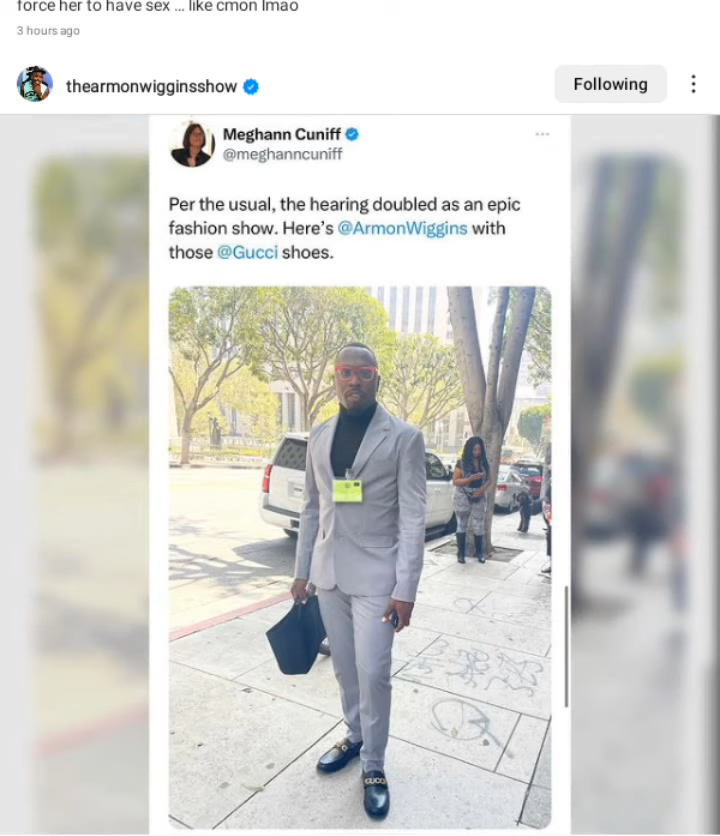 force her to have sex ... like cmon lmao
3 hours ago
thearmonwigginsshow
Following
Meghann Cuniff
@meghanncuniff
Per the usual, the hearing doubled as an epic
fashion show. Here's @ArmonWiggins with
those @Gucci shoes.
GUCCI